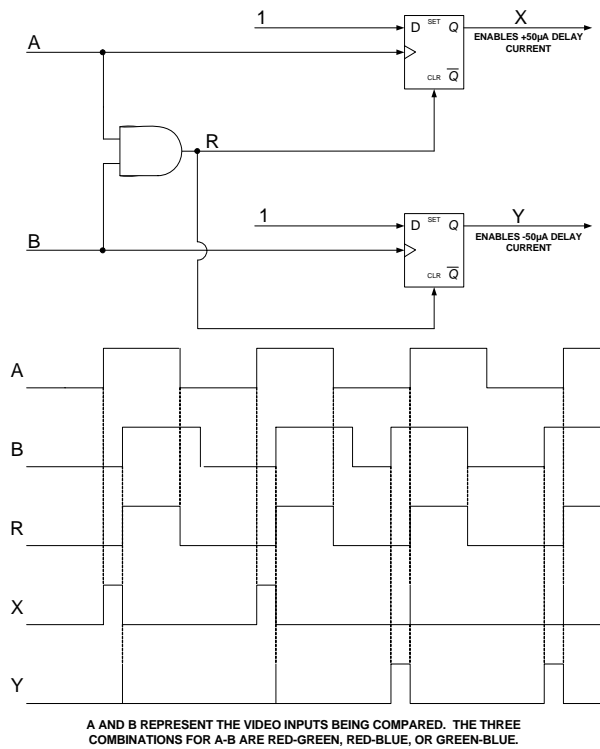 1
D
SET
Q
X
ENABLES +50µA DELAY
CURRENT
A
CLR
Q
R
1
D
SET
Q
Y
ENABLES -50µA DELAY
CURRENT
B
CLR
Q
A
B
R
X
Y
A AND B REPRESENT THE VIDEO INPUTS BEING COMPARED. THE THREE
COMBINATIONS FOR A-B ARE RED-GREEN, RED-BLUE, OR GREEN-BLUE.